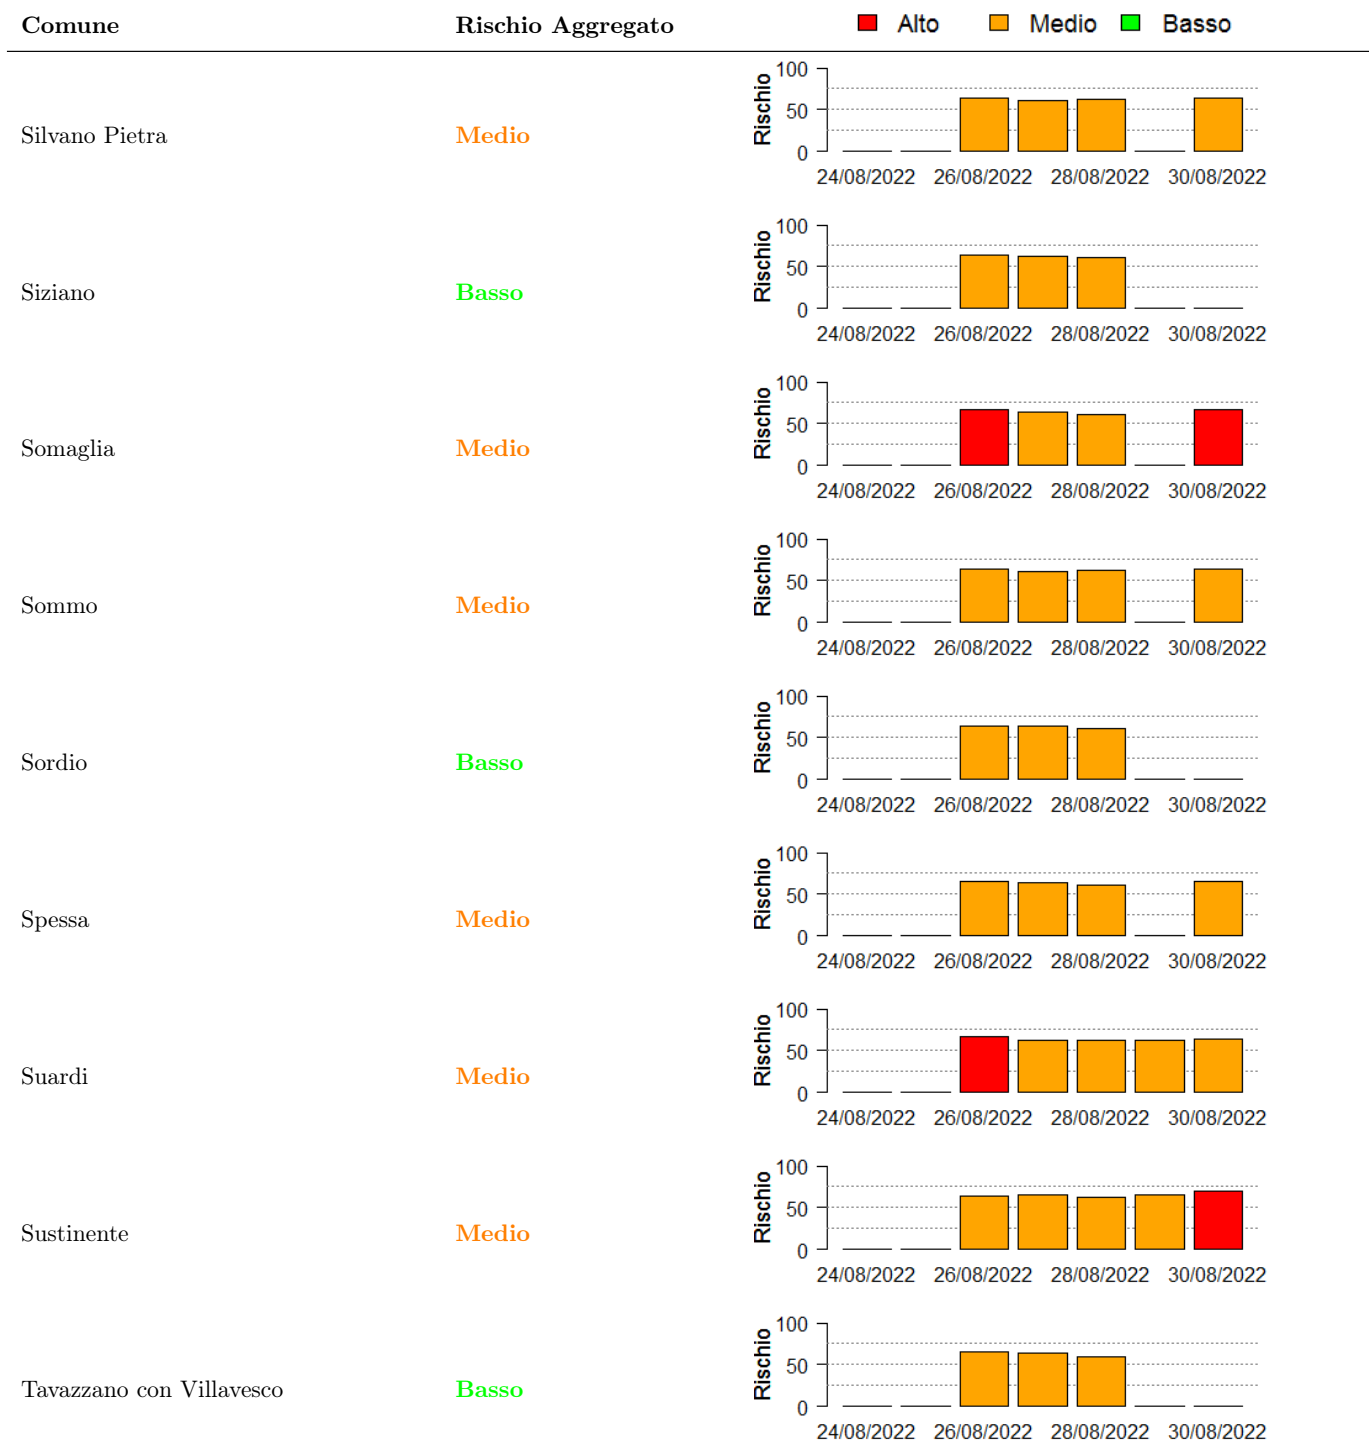 Comune Rischio Aggregato Alto Medio Basso
Silvano Pietra Medio Rischio 100 50 0
24/08/2022 26/08/2022 28/08/2022 30/08/2022
Siziano Basso Rischio 100 50 0
24/08/2022 26/08/2022 28/08/2022 30/08/2022
Somaglia Medio Rischio 100 50 0
24/08/2022 26/08/2022 28/08/2022 30/08/2022
Sommo Medio Rischio 100 50 0
24/08/2022 26/08/2022 28/08/2022 30/08/2022
Sordio Basso Rischio 100 50 0
24/08/2022 26/08/2022 28/08/2022 30/08/2022
Spessa Medio Rischio 100 50 0
24/08/2022 26/08/2022 28/08/2022 30/08/2022
Suardi Medio Rischio 100 50 0
24/08/2022 26/08/2022 28/08/2022 30/08/2022
Sustinente Medio Rischio 100 50 0
24/08/2022 26/08/2022 28/08/2022 30/08/2022
Tavazzano con Villavesco Basso Rischio 100 50 0
24/08/2022 26/08/2022 28/08/2022 30/08/2022